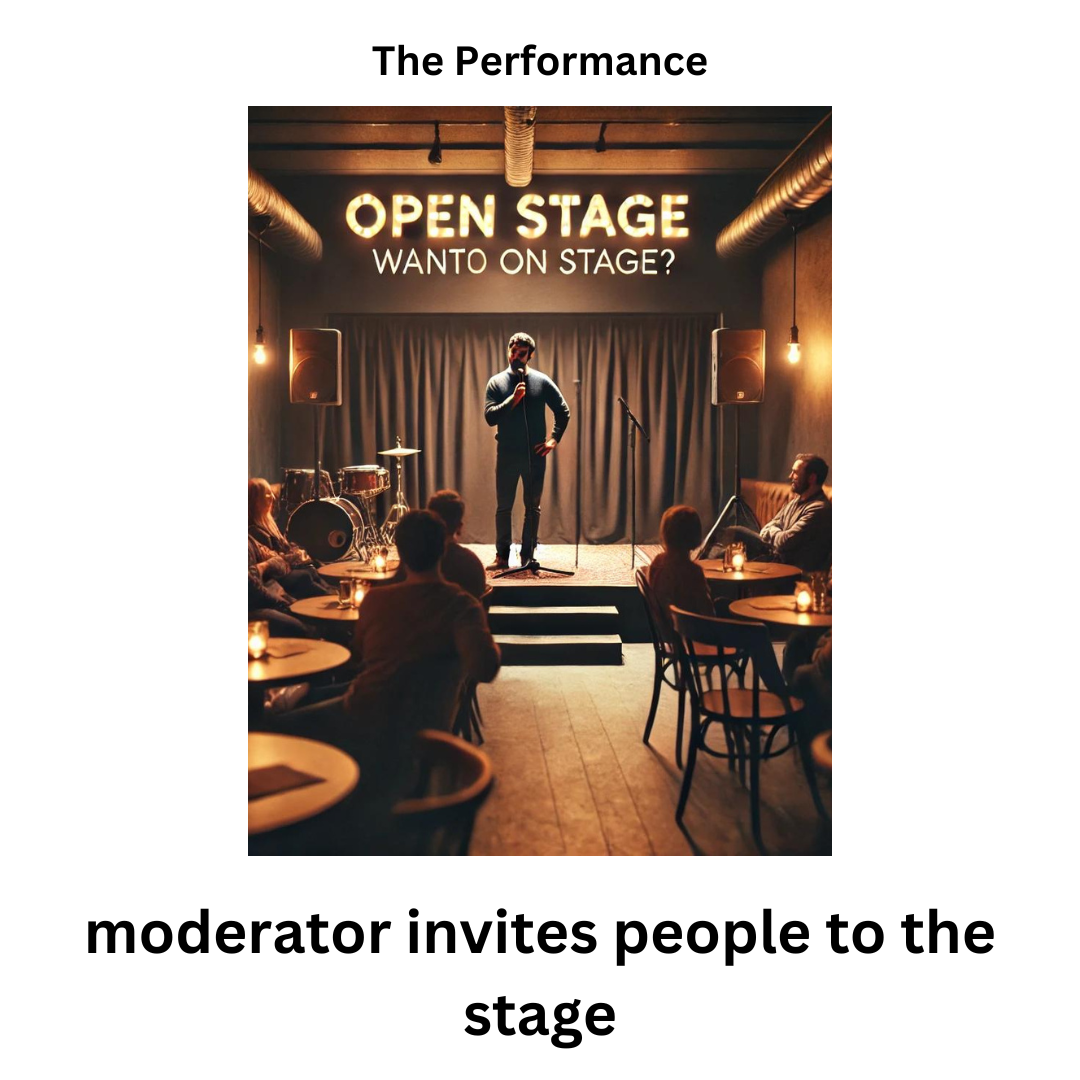 The Performance
OPEN STAGE
WANTO ON STAGE?
moderator invites people to the
stage